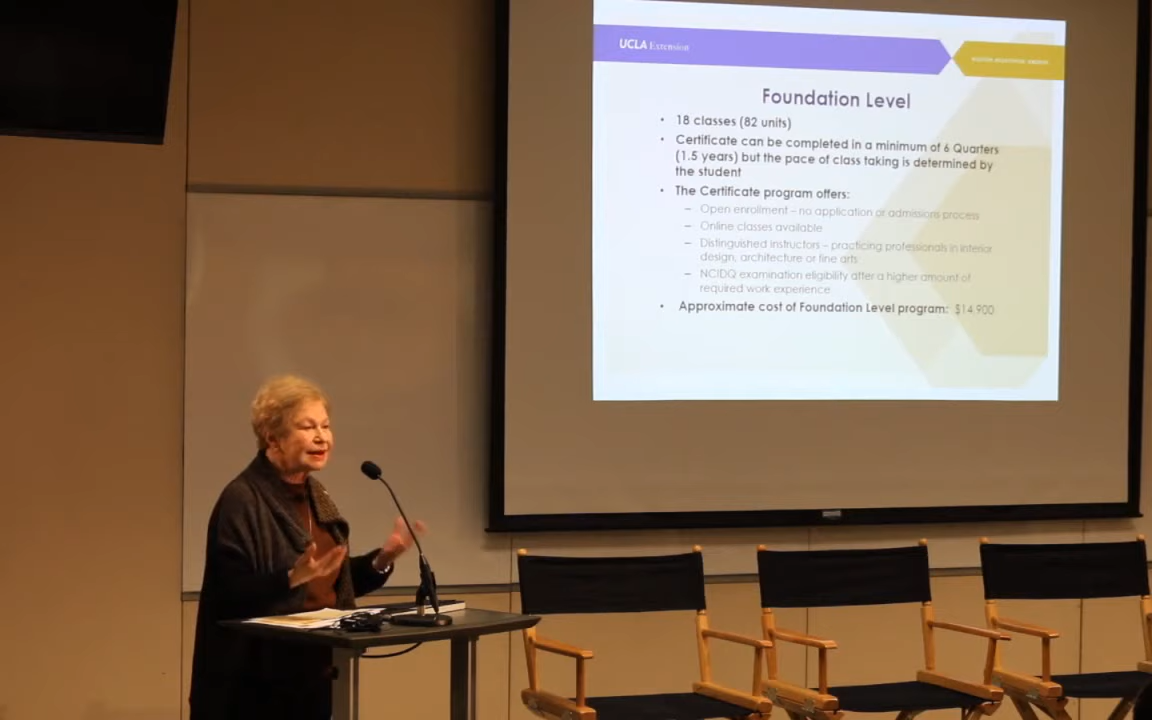 UCLA Extension
Foundation Level
• 18 classes (82 units)
• Certificate can be completed in a minimum of 6 Quarters
(1.5 years) but the pace of class taking is determined by
the student
• The Certificate program offers:
– Open enrollment – no application or admissions process
– Online classes available
– Distinguished instructors – practicing professionals in interior
design, architecture or fine arts
– NCIDQ examination eligibility after a higher amount of
required work experience
• Approximate cost of Foundation Level program: $14,900